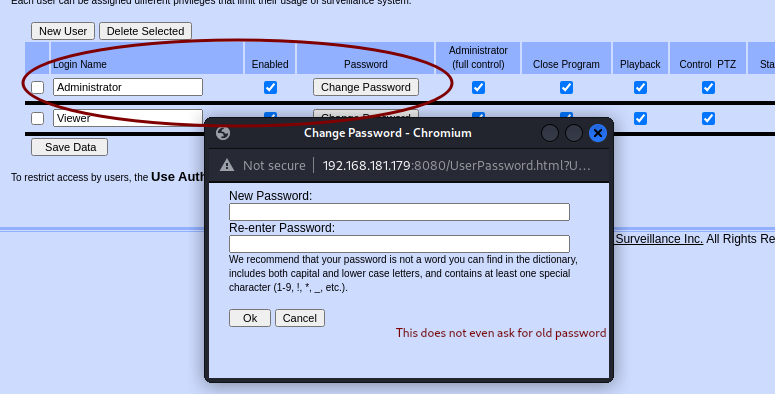 Each user can be assigned different privileges that limit their usage of surveillance system.
New User
Delete Selected
Login Name
Enabled
Password
Administrator
(full control)
Close Program
Playback
Control PTZ
Sta
Administrator
Change Password
Viewer
Change Password
Save Data
To restrict access by users, the Use Auth
Change Password - Chromium
Not secure
192.168.181.179:8080/UserPassword.html?U...
New Password:
Re-enter Password:
We recommend that your password is not a word you can find in the dictionary,
includes both capital and lower case letters, and contains at least one special
character (1-9, !, *, _, etc.).
Ok
Cancel
This does not even ask for old password
Surveillance Inc. All Rights Re